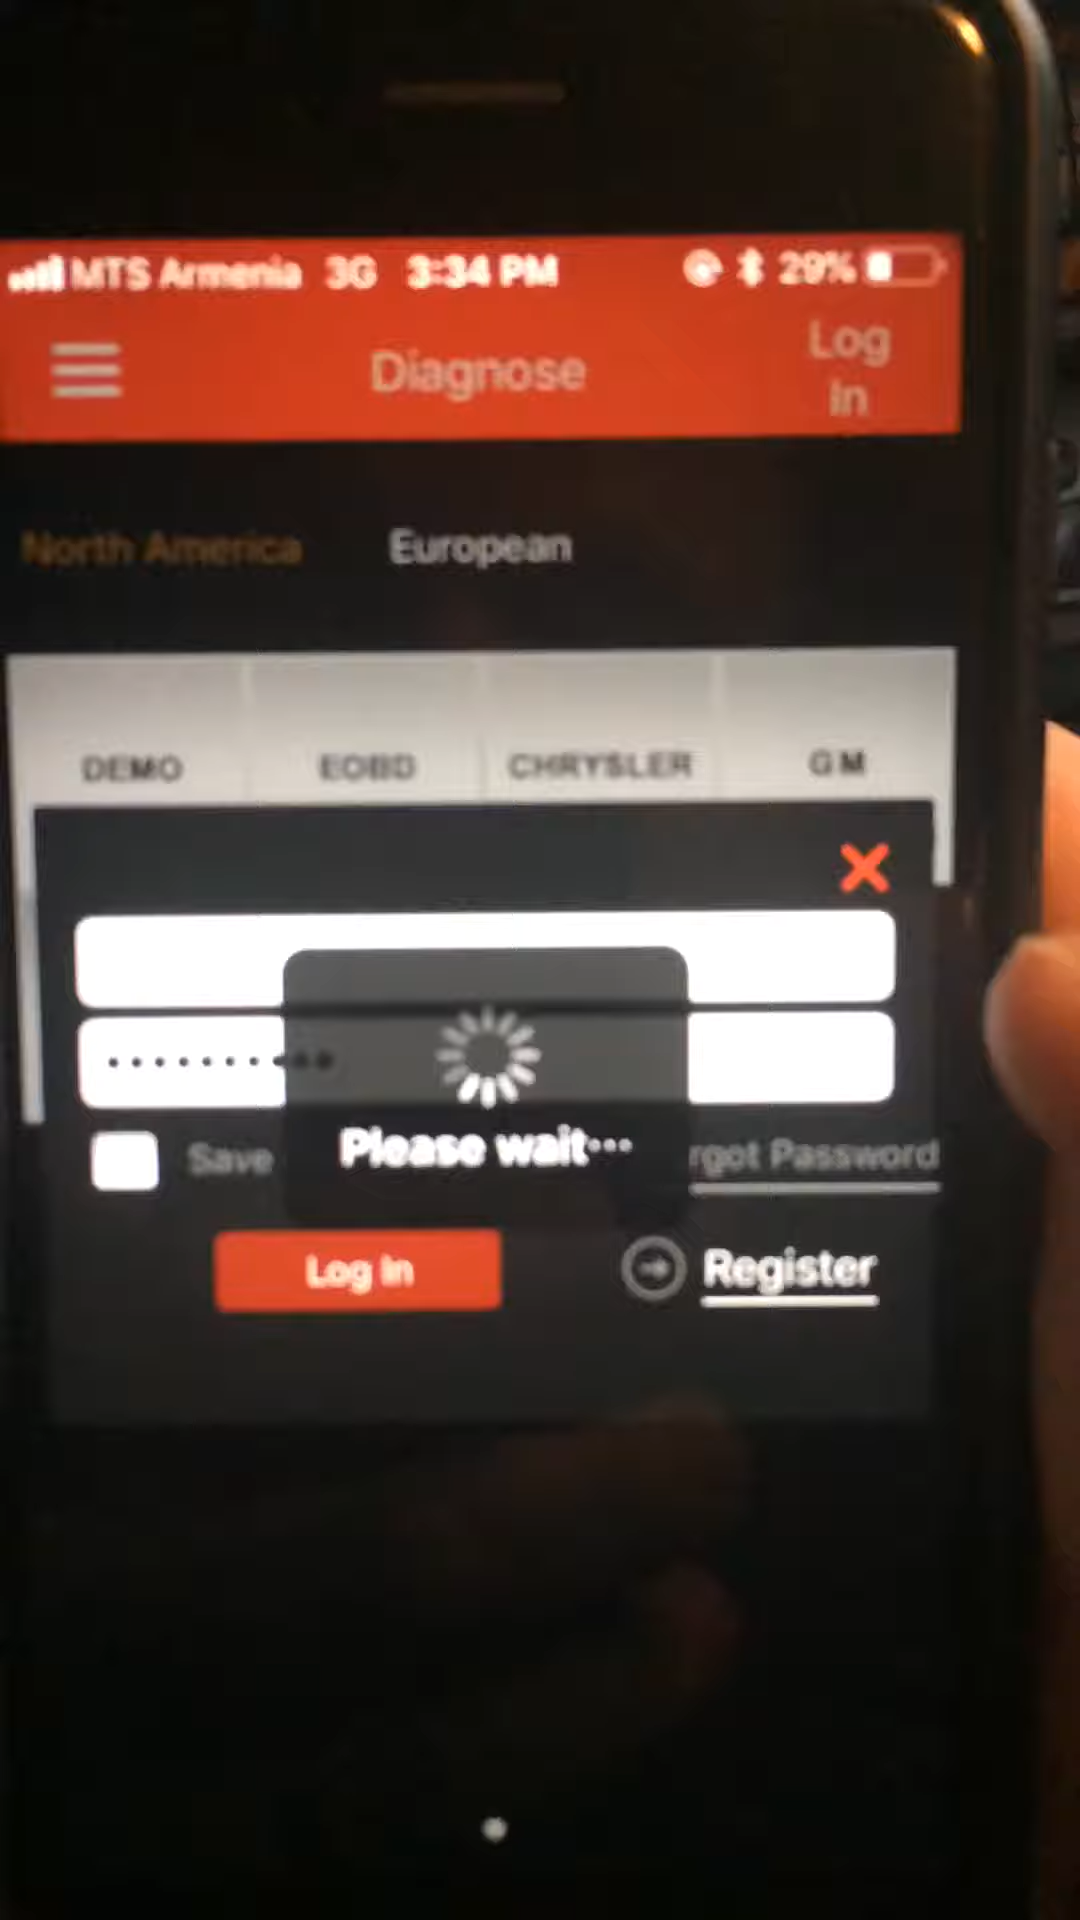 MTS Armenia 3G 3:34 PM 29%
Diagnose
Log In
North America European
DEMO EOBD CHRYSLER GM
Save
Please wait...
rgot Password
Log In
Register